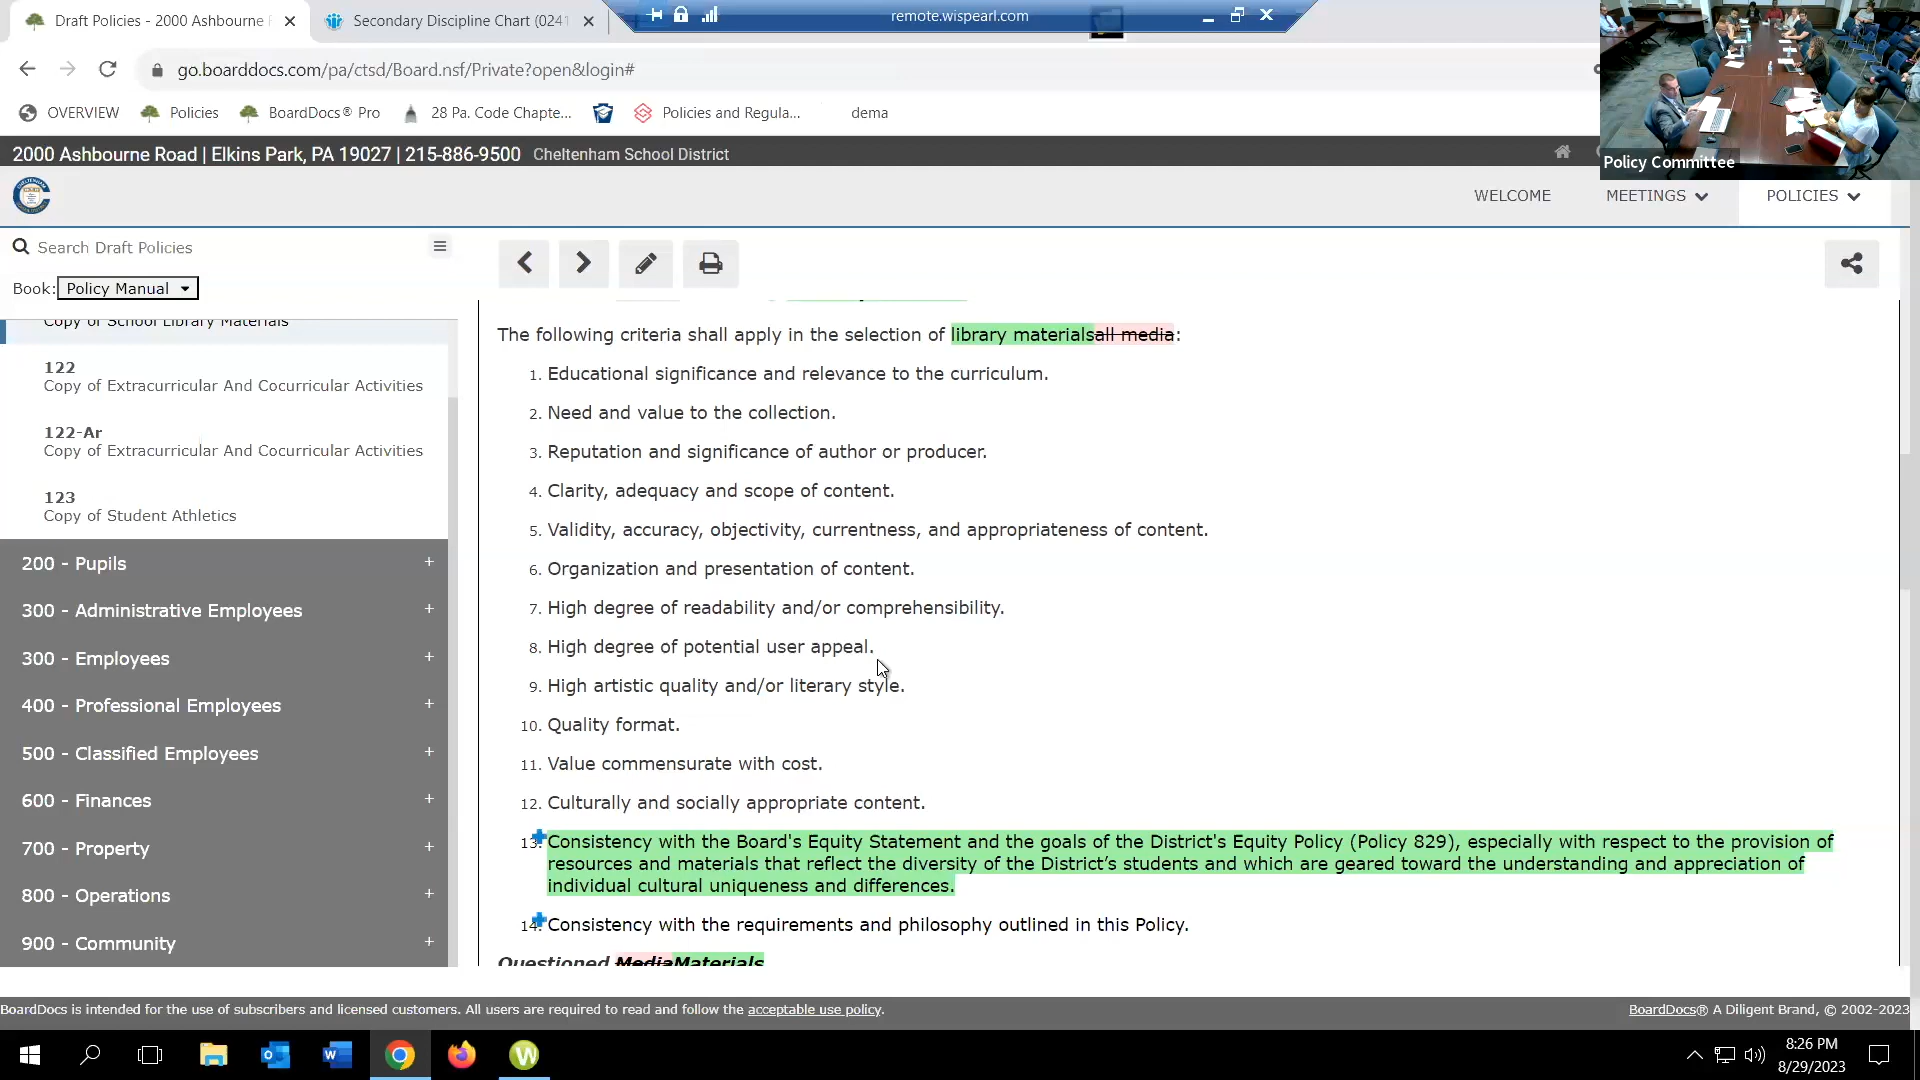 Draft Policies - 2000 Ashbourne
Secondary Discipline Chart (0241
remote.wispearl.com
go.boarddocs.com/pa/ctsd/Board.nsf/Private?open&login#
OVERVIEW
Policies
BoardDocs® Pro
28 Pa. Code Chapte...
Policies and Regula...
dema
Policy Committee
2000 Ashbourne Road | Elkins Park, PA 19027 | 215-886-9500 Cheltenham School District
WELCOME
MEETINGS
POLICIES
Search Draft Policies
Book: Policy Manual
Copy of School Library Materials
122
Copy of Extracurricular And Cocurricular Activities
122-Ar
Copy of Extracurricular And Cocurricular Activities
123
Copy of Student Athletics
200 - Pupils +
300 - Administrative Employees +
300 - Employees +
400 - Professional Employees +
500 - Classified Employees +
600 - Finances +
700 - Property +
800 - Operations +
900 - Community +
The following criteria shall apply in the selection of library materialsall media:
1. Educational significance and relevance to the curriculum.
2. Need and value to the collection.
3. Reputation and significance of author or producer.
4. Clarity, adequacy and scope of content.
5. Validity, accuracy, objectivity, currentness, and appropriateness of content.
6. Organization and presentation of content.
7. High degree of readability and/or comprehensibility.
8. High degree of potential user appeal.
9. High artistic quality and/or literary style.
10. Quality format.
11. Value commensurate with cost.
12. Culturally and socially appropriate content.
13. Consistency with the Board's Equity Statement and the goals of the District's Equity Policy (Policy 829), especially with respect to the provision of
resources and materials that reflect the diversity of the District’s students and which are geared toward the understanding and appreciation of
individual cultural uniqueness and differences.
14. Consistency with the requirements and philosophy outlined in this Policy.
Questioned MediaMaterials
BoardDocs is intended for the use of subscribers and licensed customers. All users are required to read and follow the acceptable use policy.
BoardDocs® A Diligent Brand, © 2002-2023
8:26 PM
8/29/2023